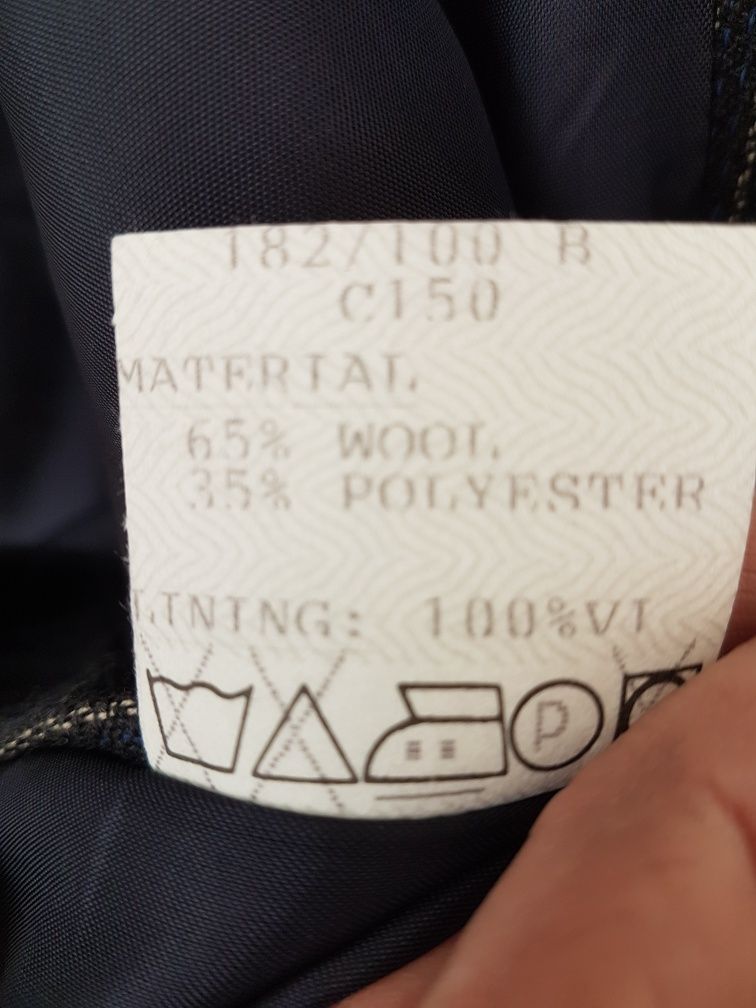 182/100 B
C150
MATERIAL
65% WOOL
35% POLYESTER
LINING: 100%VI
P